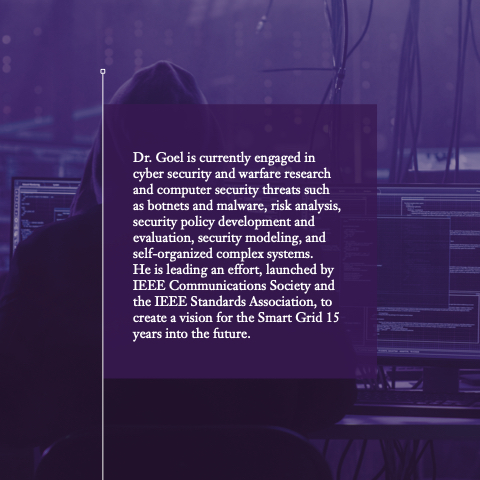 Dr. Goel is currently engaged in
cyber security and warfare research
and computer security threats such
as botnets and malware, risk analysis,
security policy development and
evaluation, security modeling, and
self-organized complex systems.
He is leading an effort, launched by
IEEE Communications Society and
the IEEE Standards Association, to
create a vision for the Smart Grid 15
years into the future.